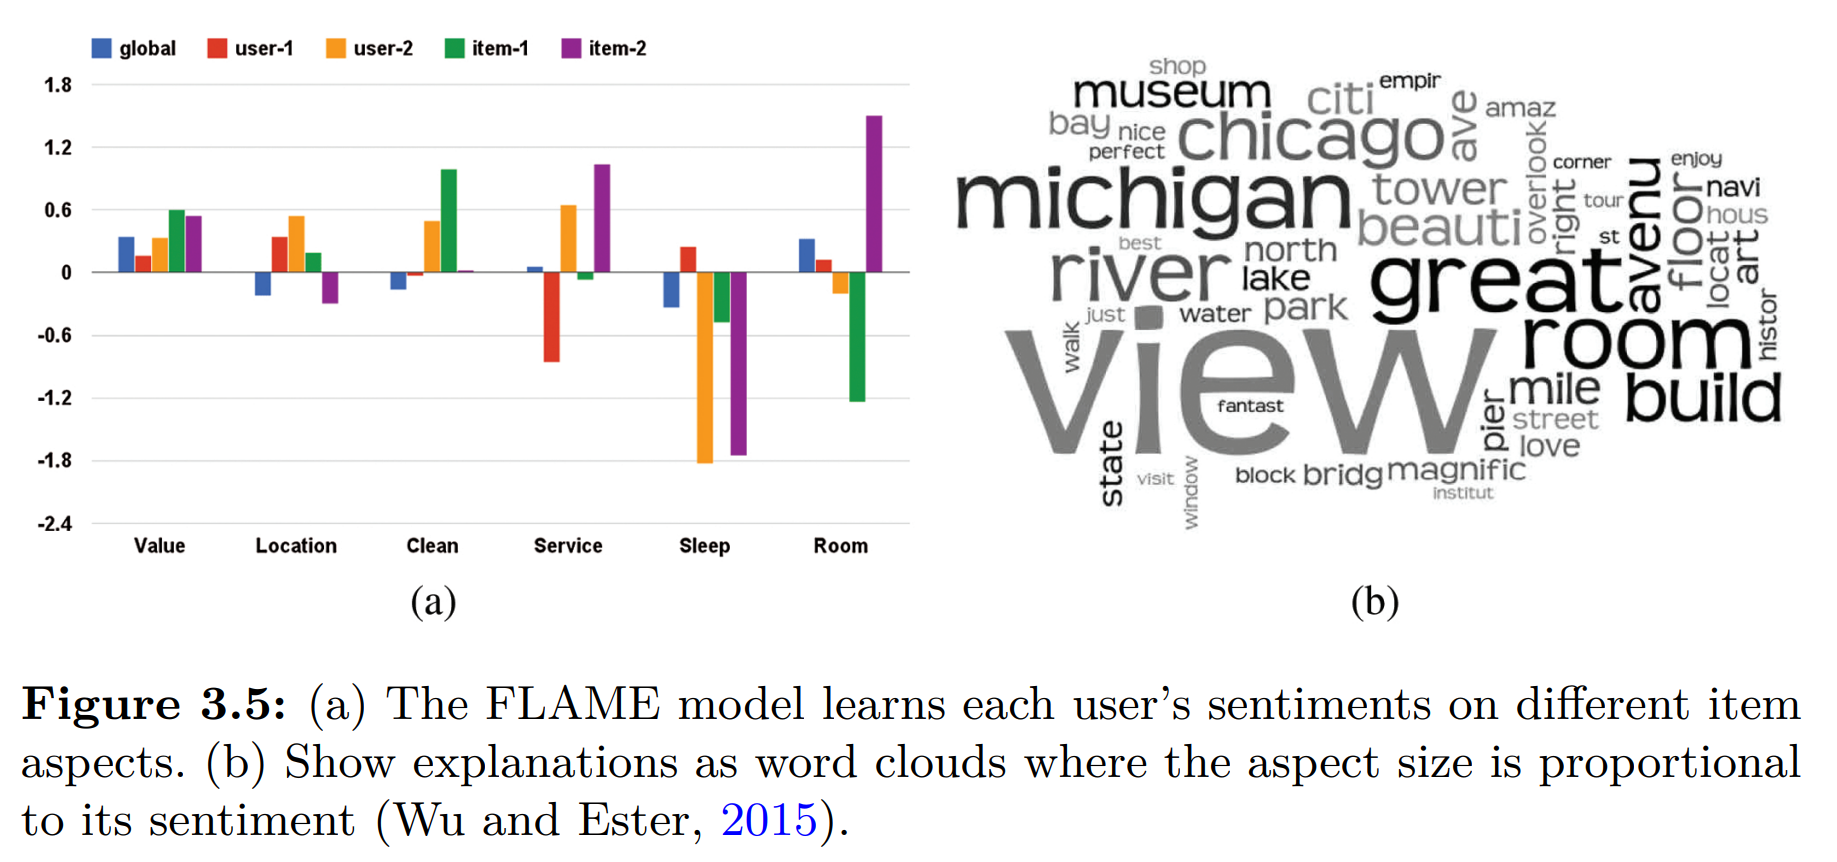 global user-1 user-2 item-1 item-2
1.8
1.2
0.6
0
-0.6
-1.2
-1.8
-2.4
Value Location Clean Service Sleep Room
(a)
shop
museum
citi
empir
bay
nice
perfect
chicago
ave
amaz
overlook
corner
enjoy
michigan
tower
beauti
right
tour
st
avenu
floor
navi
hous
locat
art
best
north
river
lake
great
histor
just
water
park
walk
view
room
fantast
mile
build
pier
street
love
state
visit
window
block
bridg
magnific
institut
(b)
Figure 3.5: (a) The FLAME model learns each user's sentiments on different item
aspects. (b) Show explanations as word clouds where the aspect size is proportional
to its sentiment (Wu and Ester, 2015).